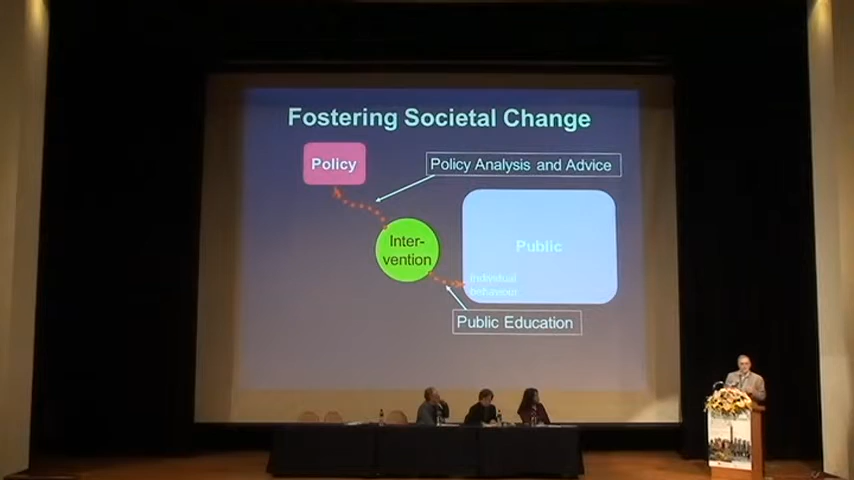 Fostering Societal Change
Policy
Policy Analysis and Advice
Inter-
vention
Public
individual
behaviour
Public Education